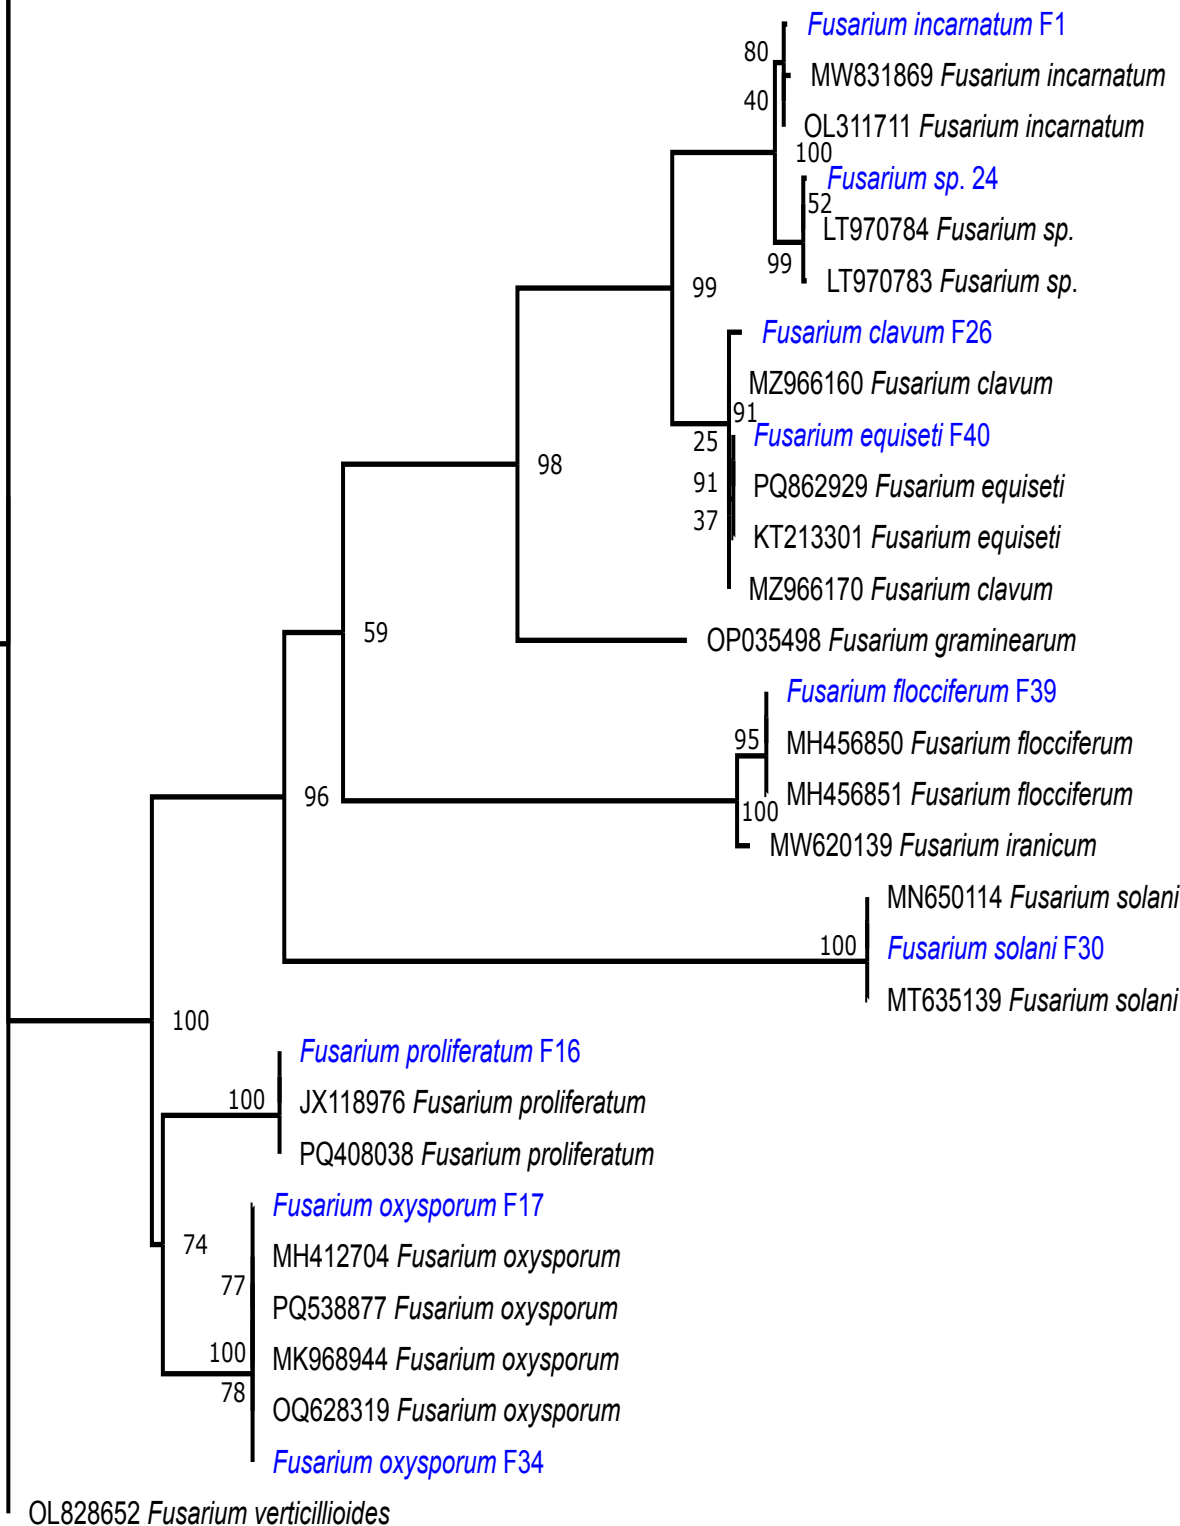 Fusarium incarnatum F1
80
MW831869 Fusarium incarnatum
40
OL311711 Fusarium incarnatum
100
Fusarium sp. 24
52
LT970784 Fusarium sp.
99
LT970783 Fusarium sp.
99
Fusarium clavum F26
MZ966160 Fusarium clavum
91
Fusarium equiseti F40
25
98
91
PQ862929 Fusarium equiseti
37
KT213301 Fusarium equiseti
MZ966170 Fusarium clavum
59
OP035498 Fusarium graminearum
Fusarium flocciferum F39
95
MH456850 Fusarium flocciferum
96
MH456851 Fusarium flocciferum
100
MW620139 Fusarium iranicum
MN650114 Fusarium solani
100
Fusarium solani F30
MT635139 Fusarium solani
100
Fusarium proliferatum F16
100
JX118976 Fusarium proliferatum
PQ408038 Fusarium proliferatum
Fusarium oxysporum F17
74
MH412704 Fusarium oxysporum
77
PQ538877 Fusarium oxysporum
100
MK968944 Fusarium oxysporum
78
OQ628319 Fusarium oxysporum
Fusarium oxysporum F34
OL828652 Fusarium verticillioides